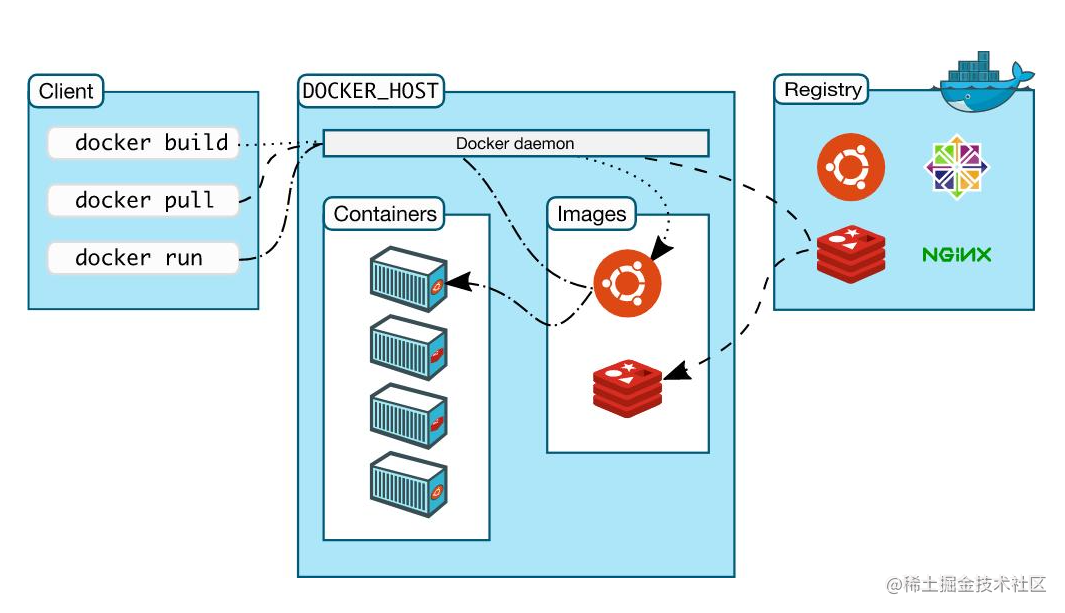 Client
docker build
docker pull
docker run
DOCKER_HOST
Docker daemon
Containers
Images
Registry
NGINX
@稀土掘金技术社区